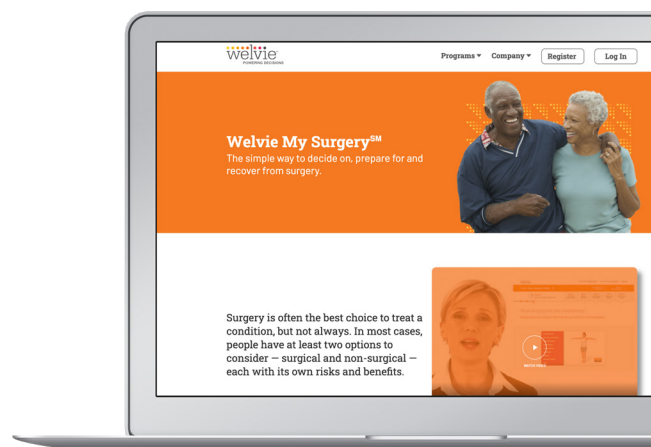 welvie
POWERING DECISIONS
Programs Company Register Log In
Welvie My Surgery℠
The simple way to decide on, prepare for and
recover from surgery.
Surgery is often the best choice to treat a
condition, but not always. In most cases,
people have at least two options to
consider — surgical and non-surgical —
each with its own risks and benefits.